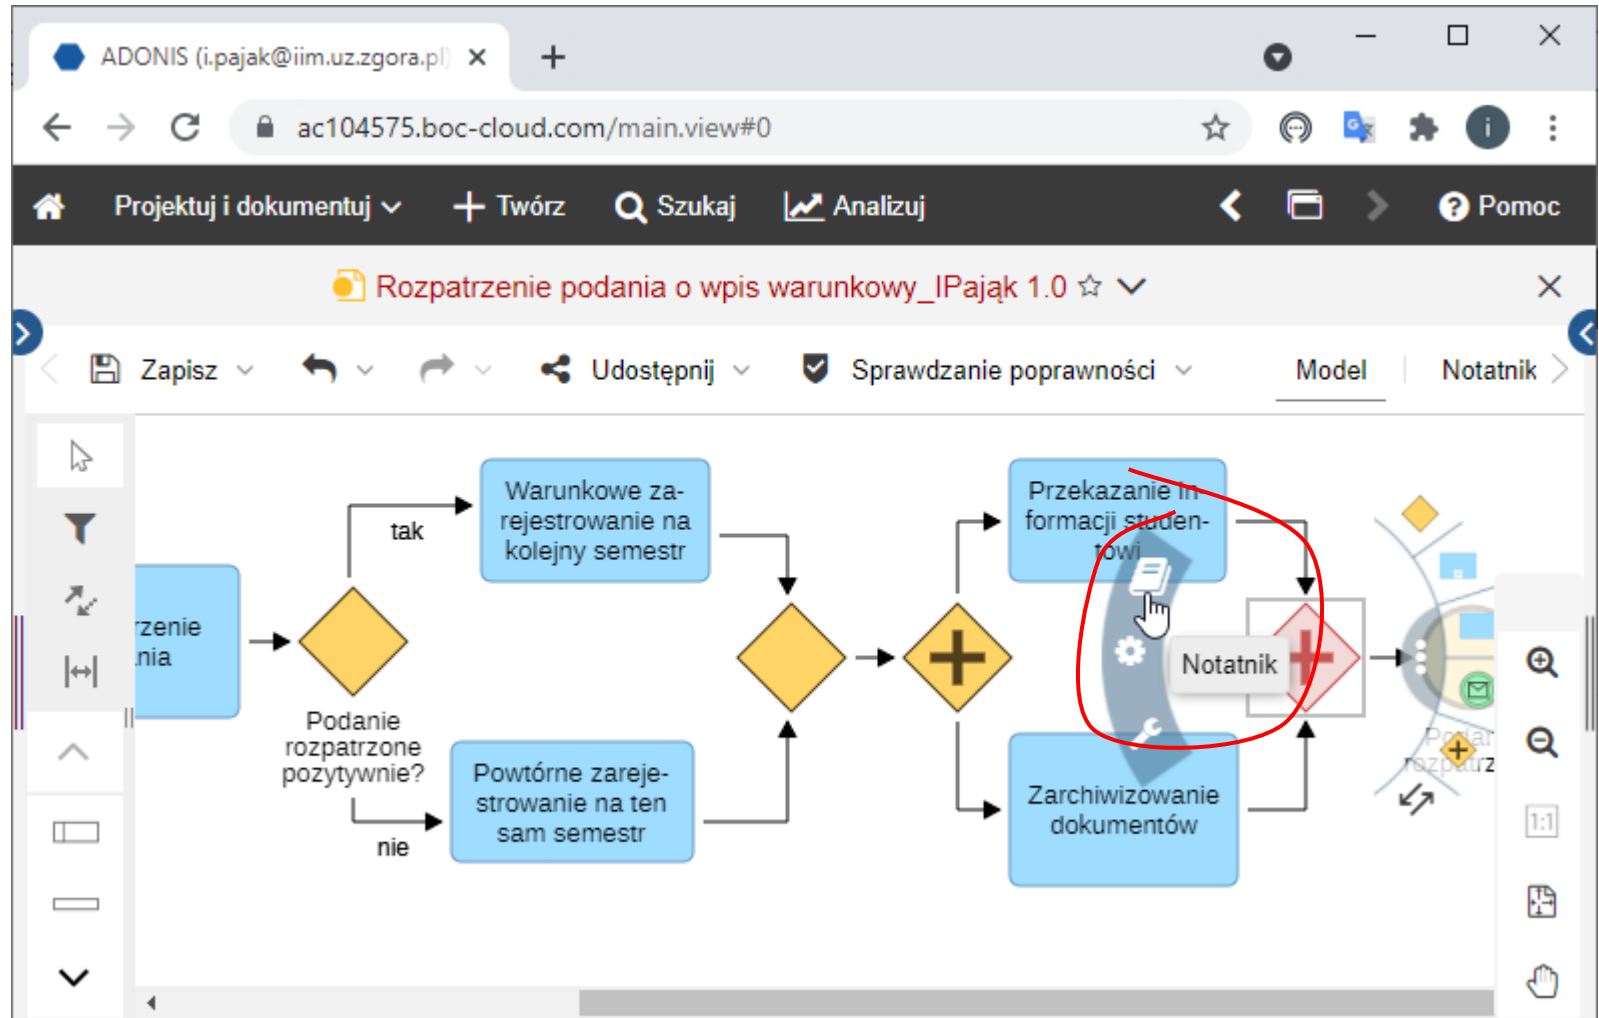 ADONIS (i.pajak@iim.uz.zgora.pl)
ac104575.boc-cloud.com/main.view#0
i
Projektuj i dokumentuj
Twórz
Szukaj
Analizuj
Pomoc
Rozpatrzenie podania o wpis warunkowy_IPająk 1.0
Zapisz
Udostępnij
Sprawdzanie poprawności
Model
Notatnik
rzenie
nia
tak
Podanie
rozpatrzone
pozytywnie?
nie
Warunkowe za-
rejestrowanie na
kolejny semestr
Powtórne zareje-
strowanie na ten
sam semestr
Przekazanie in-
formacji studen-
towi
Notatnik
Zarchiwizowanie
dokumentów
rozpatrz
1:1